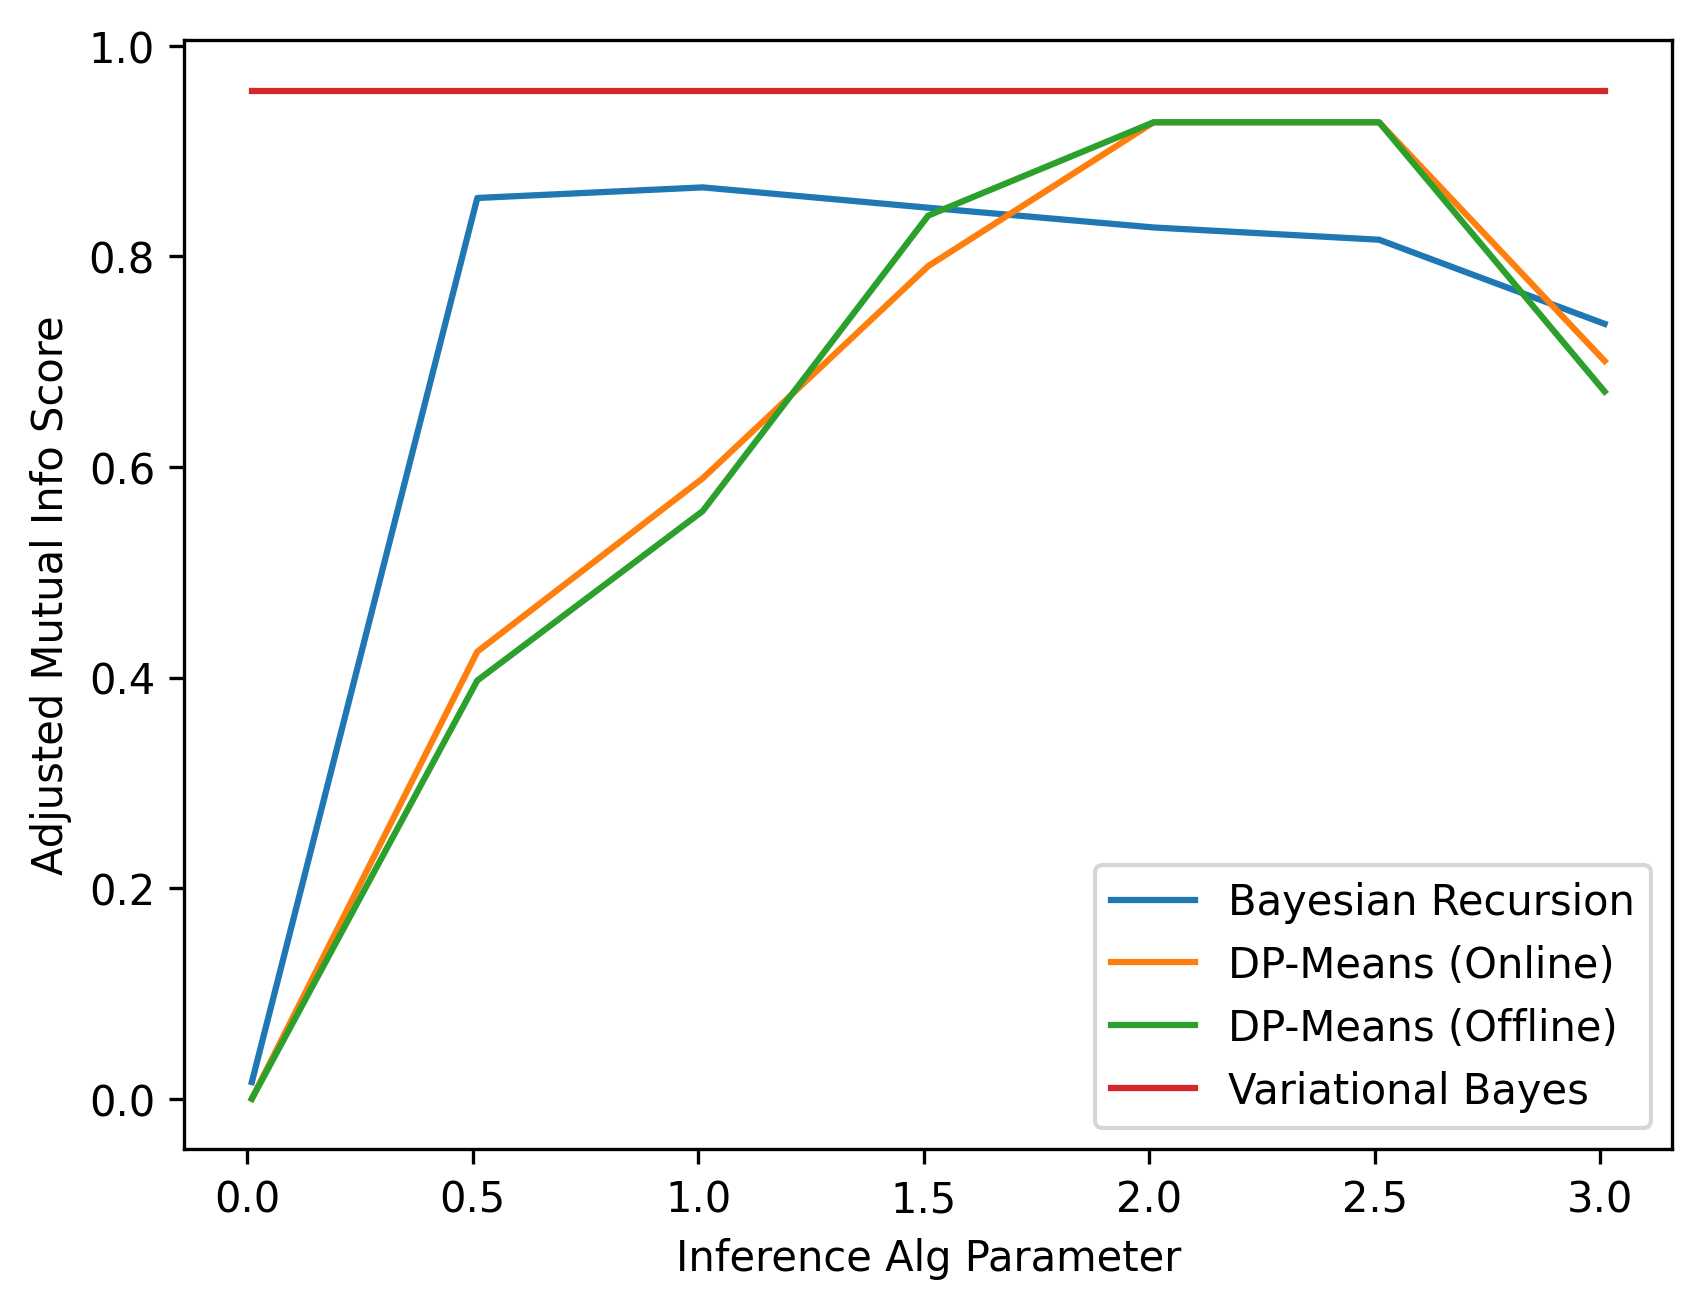 1.0
0.8
0.6
0.4
0.2
0.0
Adjusted Mutual Info Score
Bayesian Recursion
DP-Means (Online)
DP-Means (Offline)
Variational Bayes
0.0 0.5 1.0 1.5 2.0 2.5 3.0
Inference Alg Parameter